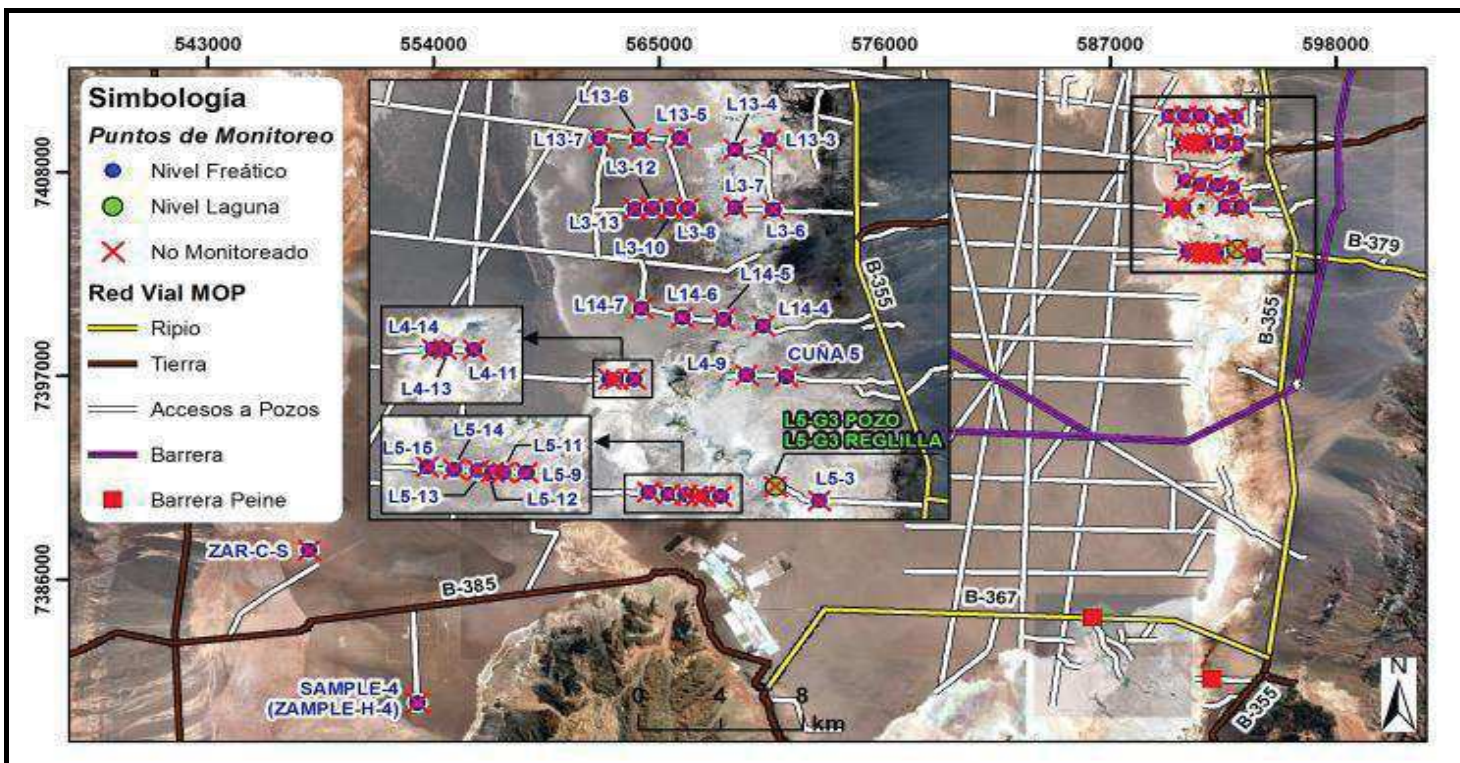 543000 554000 565000 576000 587000 598000
7408000
7397000
7386000
Simbología
Puntos de Monitoreo
Nivel Freático
Nivel Laguna
No Monitoreado
Red Vial MOP
Ripio
Tierra
Accesos a Pozos
Barrera
Barrera Peine
L13-6
L13-5
L13-4
L13-7
L13-3
L3-12
L3-7
L3-13
L3-8
L3-6
L3-10
L14-5
L14-7
L14-6
L14-4
L4-14
L4-13
L4-11
L4-9
CUÑA 5
L5-14
L5-15
L5-11
L5-9
L5-13
L5-12
L5-G3 POZO
L5-G3 REGLILLA
L5-3
B-355
B-379
B-355
ZAR-C-S
B-385
B-367
SAMPLE-4
(ZAMPLE-H-4)
0 4 8
km
B-355
N